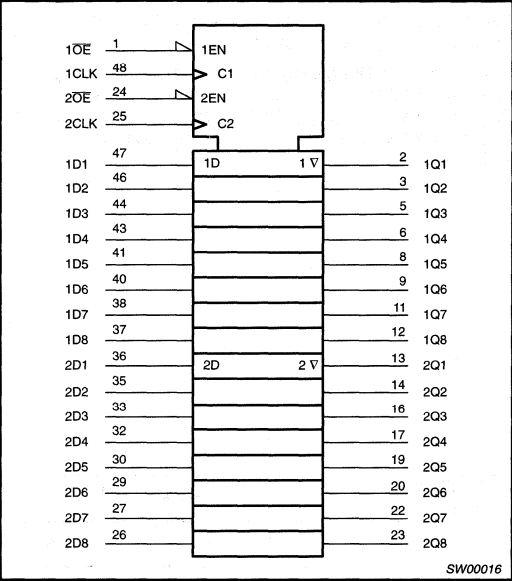 1O̅E̅ 1 1EN
1CLK 48 C1
2O̅E̅ 24 2EN
2CLK 25 C2
1D1 47 1D 1 ▽ 2 1Q1
1D2 46 3 1Q2
1D3 44 5 1Q3
1D4 43 6 1Q4
1D5 41 8 1Q5
1D6 40 9 1Q6
1D7 38 11 1Q7
1D8 37 12 1Q8
2D1 36 2D 2 ▽ 13 2Q1
2D2 35 14 2Q2
2D3 33 16 2Q3
2D4 32 17 2Q4
2D5 30 19 2Q5
2D6 29 20 2Q6
2D7 27 22 2Q7
2D8 26 23 2Q8
SW00016